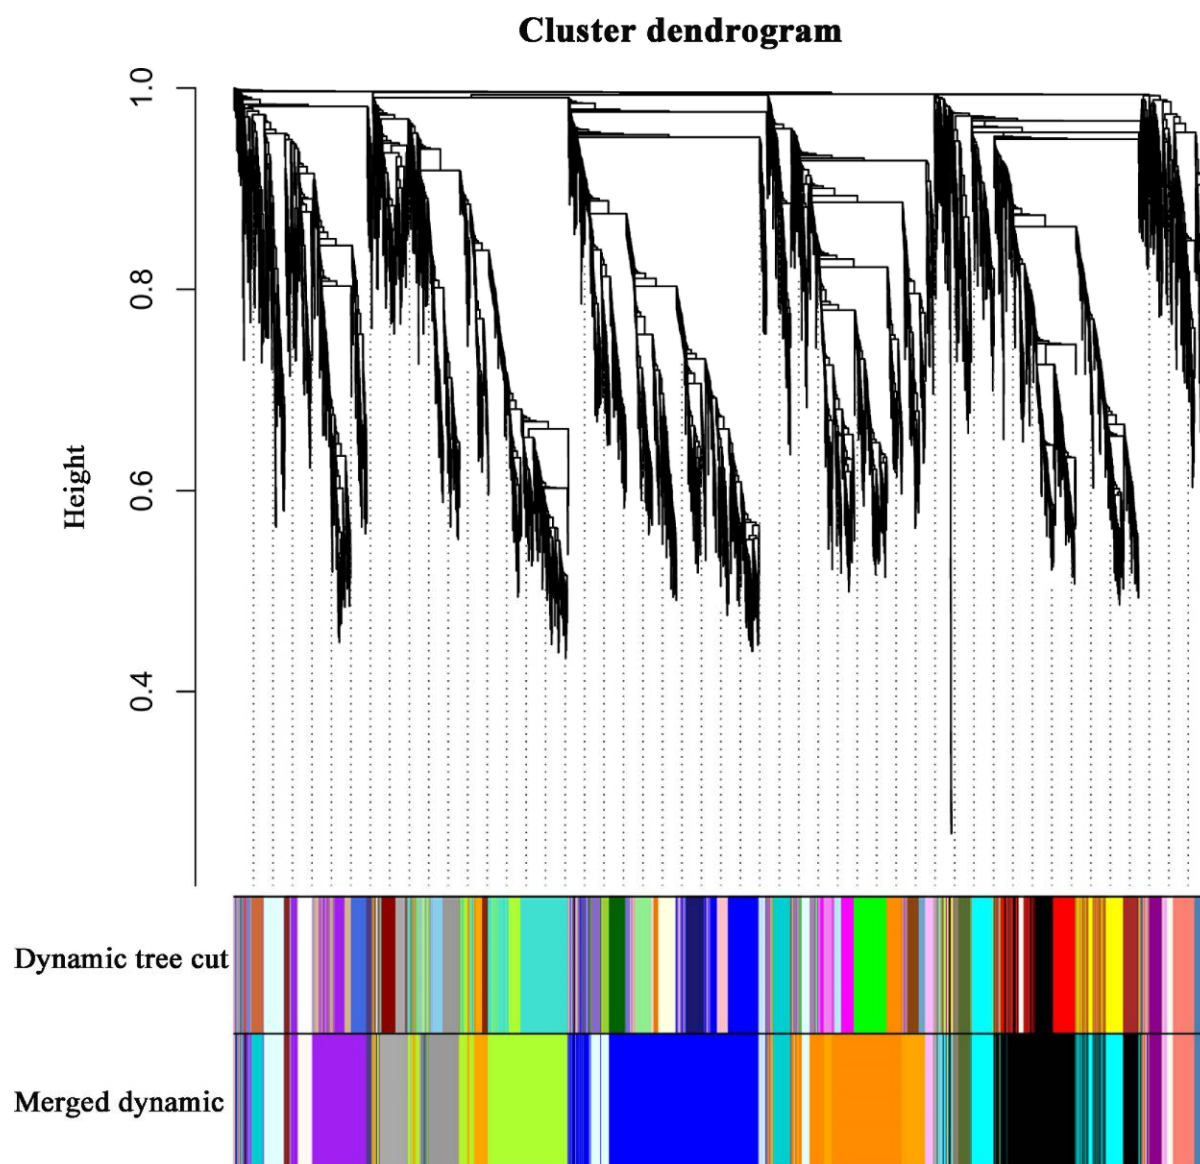 Cluster dendrogram
1.0
0.8
0.6
0.4
Height
Dynamic tree cut
Merged dynamic